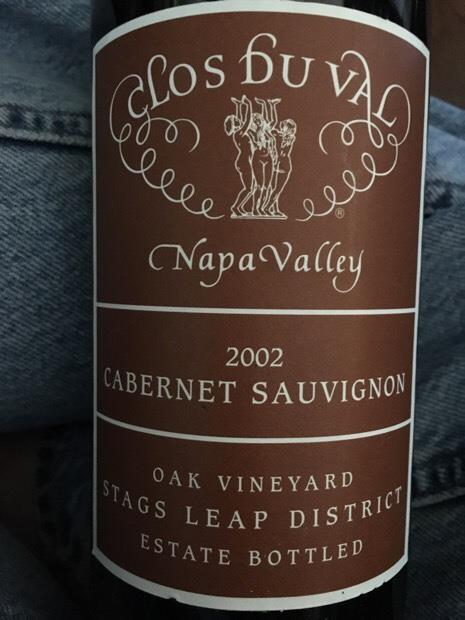 CLOS DU VAL
®
Napa Valley
2002
CABERNET SAUVIGNON
OAK VINEYARD
STAGS LEAP DISTRICT
ESTATE BOTTLED